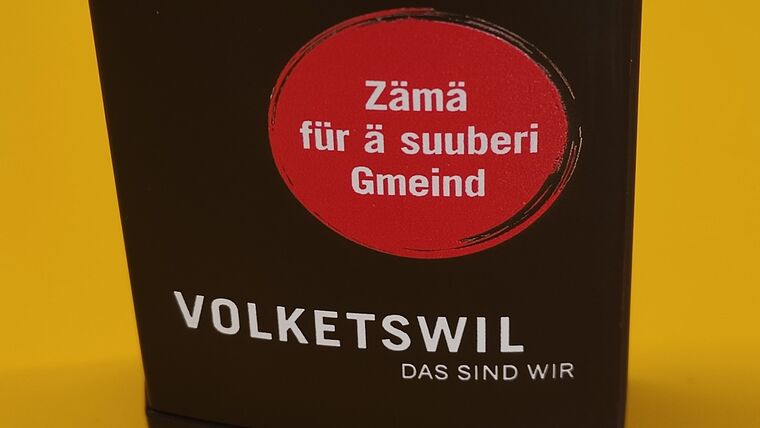 Zämä
für ä suuberi
Gmeind
VOLKETSWIL
DAS SIND WIR